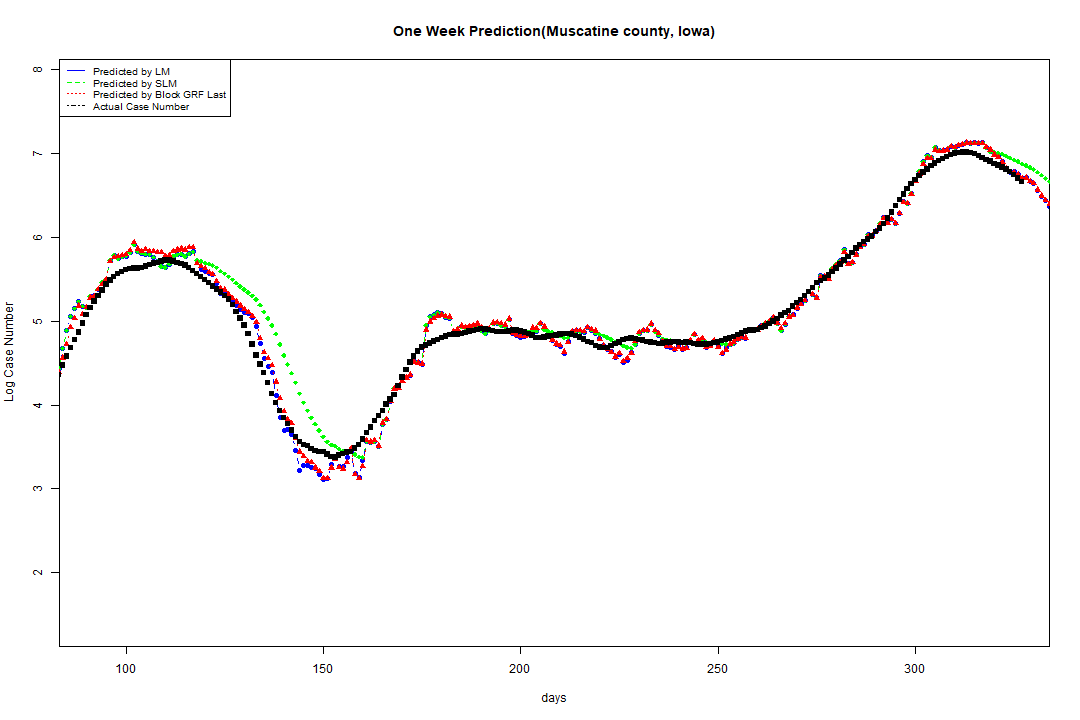 One Week Prediction(Muscatine county, Iowa)
Predicted by LM
Predicted by SLM
Predicted by Block GRF Last
Actual Case Number
8
7
6
5
4
3
2
Log Case Number
100 150 200 250 300
days